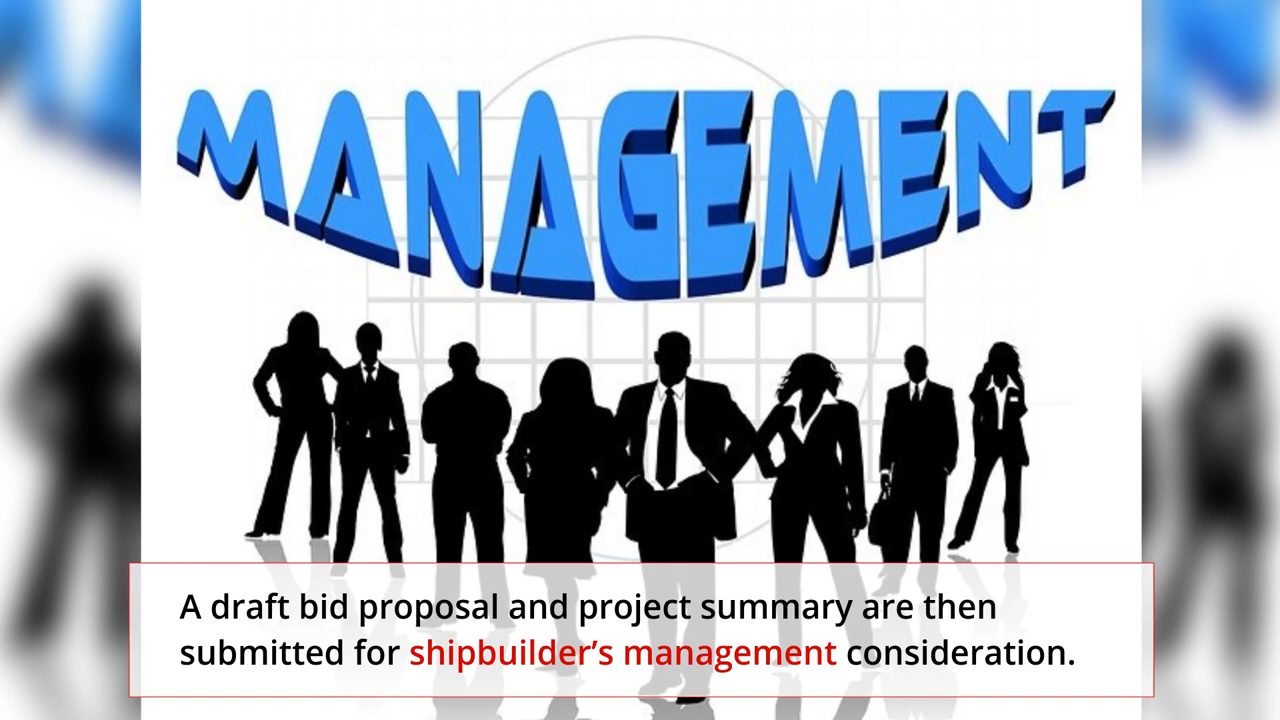 MANAGEMENT
A draft bid proposal and project summary are then
submitted for shipbuilder’s management consideration.